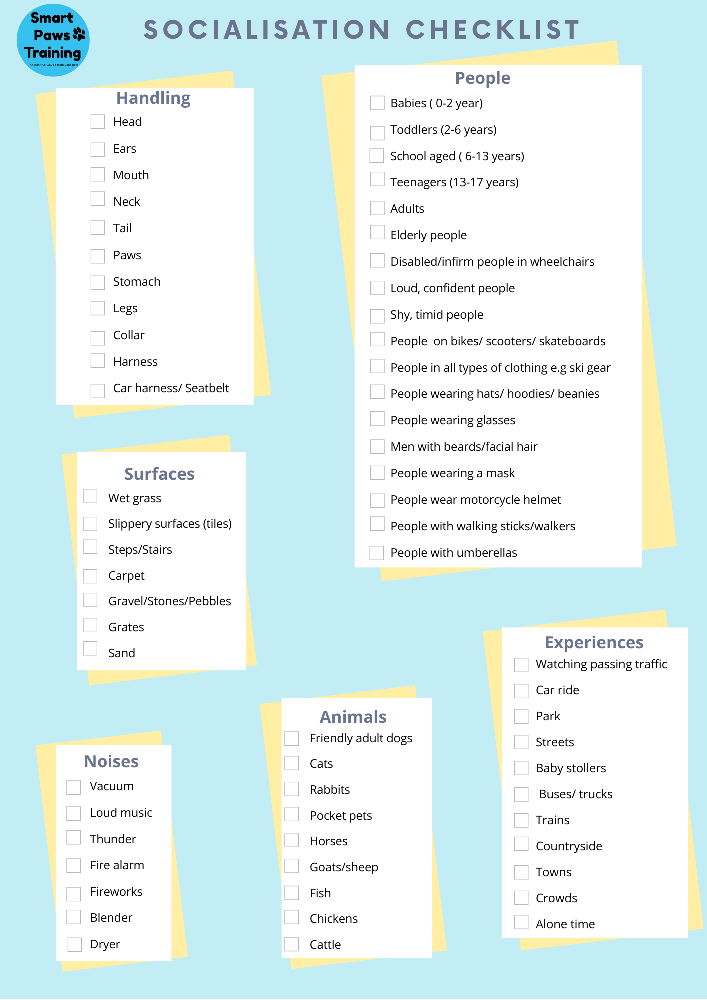 Smart
Paws
Training
The positive way to train your pets
SOCIALISATION CHECKLIST
Handling
Head
Ears
Mouth
Neck
Tail
Paws
Stomach
Legs
Collar
Harness
Car harness/ Seatbelt
People
Babies ( 0-2 year)
Toddlers (2-6 years)
School aged ( 6-13 years)
Teenagers (13-17 years)
Adults
Elderly people
Disabled/infirm people in wheelchairs
Loud, confident people
Shy, timid people
People  on bikes/ scooters/ skateboards
People in all types of clothing e.g ski gear
People wearing hats/ hoodies/ beanies
People wearing glasses
Men with beards/facial hair
People wearing a mask
People wear motorcycle helmet
People with walking sticks/walkers
People with umberellas
Surfaces
Wet grass
Slippery surfaces (tiles)
Steps/Stairs
Carpet
Gravel/Stones/Pebbles
Grates
Sand
Noises
Vacuum
Loud music
Thunder
Fire alarm
Fireworks
Blender
Dryer
Animals
Friendly adult dogs
Cats
Rabbits
Pocket pets
Horses
Goats/sheep
Fish
Chickens
Cattle
Experiences
Watching passing traffic
Car ride
Park
Streets
Baby stollers
Buses/ trucks
Trains
Countryside
Towns
Crowds
Alone time